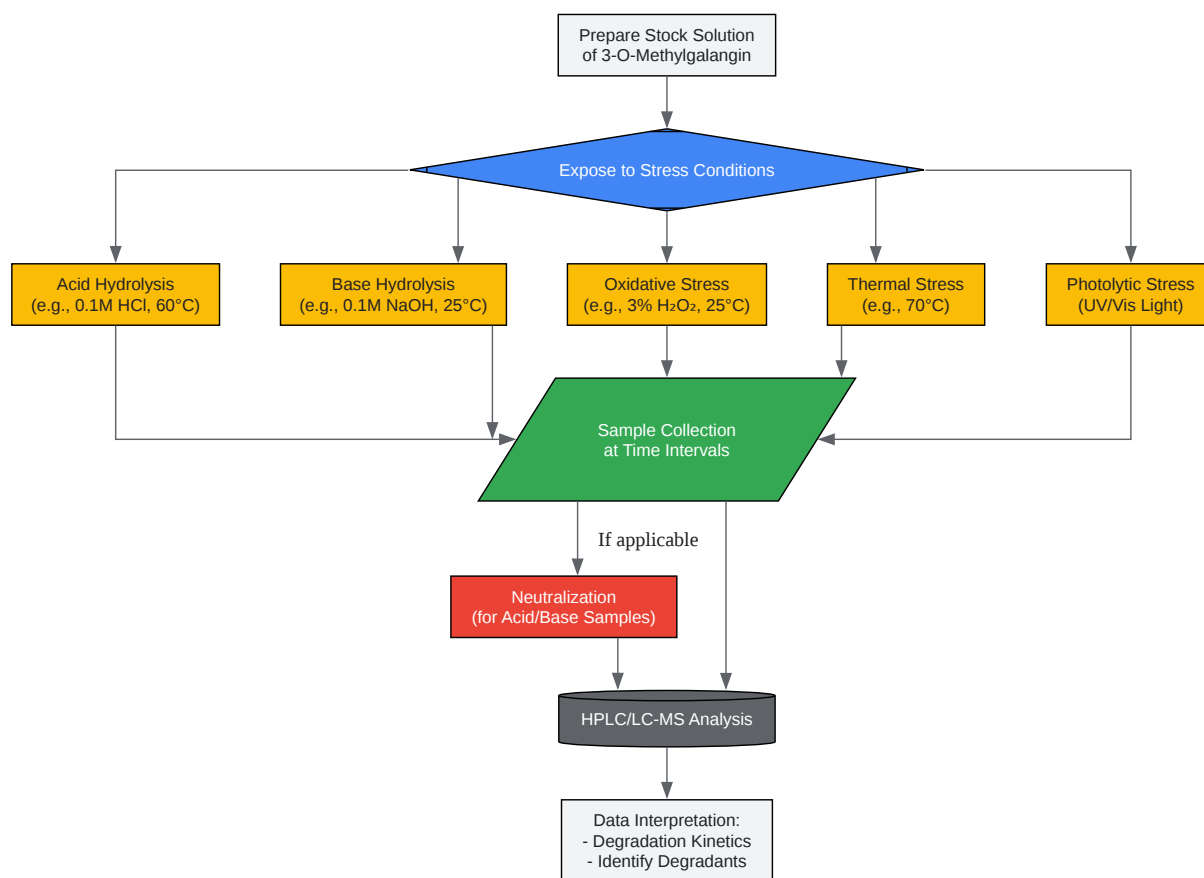 Prepare Stock Solution
of 3-O-Methylgalangin
Expose to Stress Conditions
Acid Hydrolysis
(e.g., 0.1M HCl, 60°C)
Base Hydrolysis
(e.g., 0.1M NaOH, 25°C)
Oxidative Stress
(e.g., 3% H₂O₂, 25°C)
Thermal Stress
(e.g., 70°C)
Photolytic Stress
(UV/Vis Light)
Sample Collection
at Time Intervals
If applicable
Neutralization
(for Acid/Base Samples)
HPLC/LC-MS Analysis
Data Interpretation:
- Degradation Kinetics
- Identify Degradants